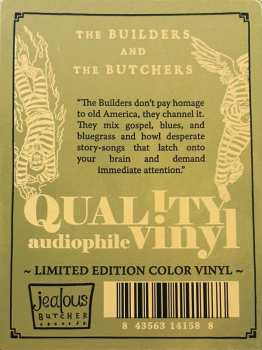 THE BUILDERS
AND
THE BUTCHERS
"The Builders don't pay homage
to old America, they channel it.
They mix gospel, blues, and
bluegrass and howl desperate
story-songs that latch onto
your brain and demand
immediate attention."
QUAL!TY
audiophile vinyl
~ LIMITED EDITION COLOR VINYL ~
jealous
BUTCHER
RECORDS
8 43563 14158 8